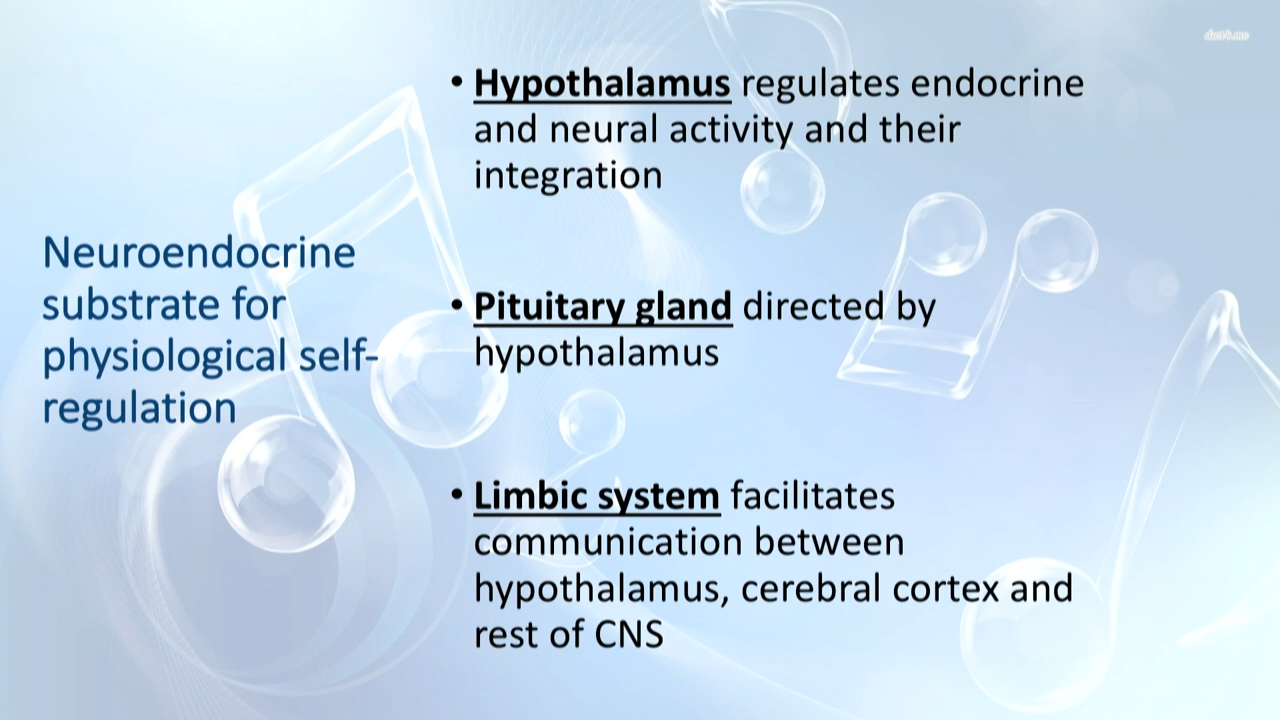 Neuroendocrine
substrate for
physiological self-
regulation
• Hypothalamus regulates endocrine
and neural activity and their
integration
• Pituitary gland directed by
hypothalamus
• Limbic system facilitates
communication between
hypothalamus, cerebral cortex and
rest of CNS